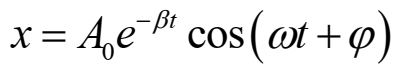 x = A₀e^{-βt} cos(ωt + φ)